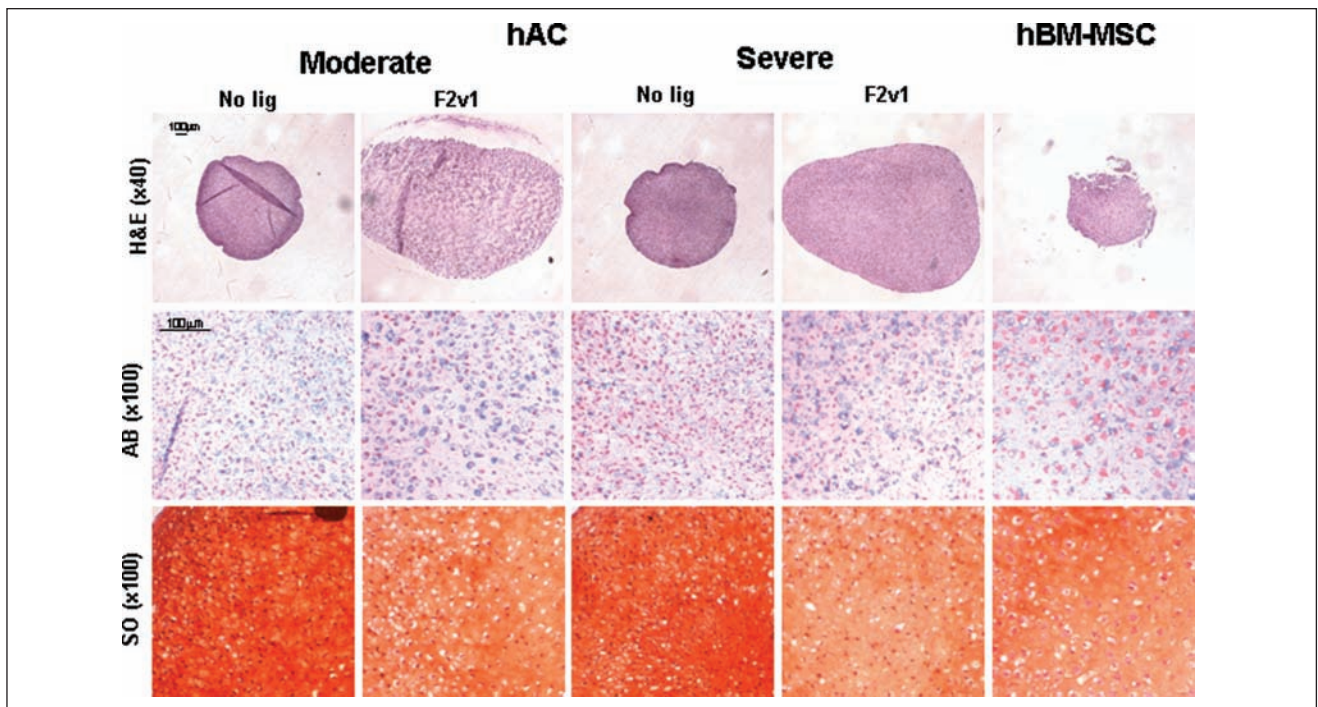 hAC
hBM-MSC
Moderate
Severe
No lig
F2v1
No lig
F2v1
H&E (x40)
100µm
AB (x100)
100µm
SO (x100)